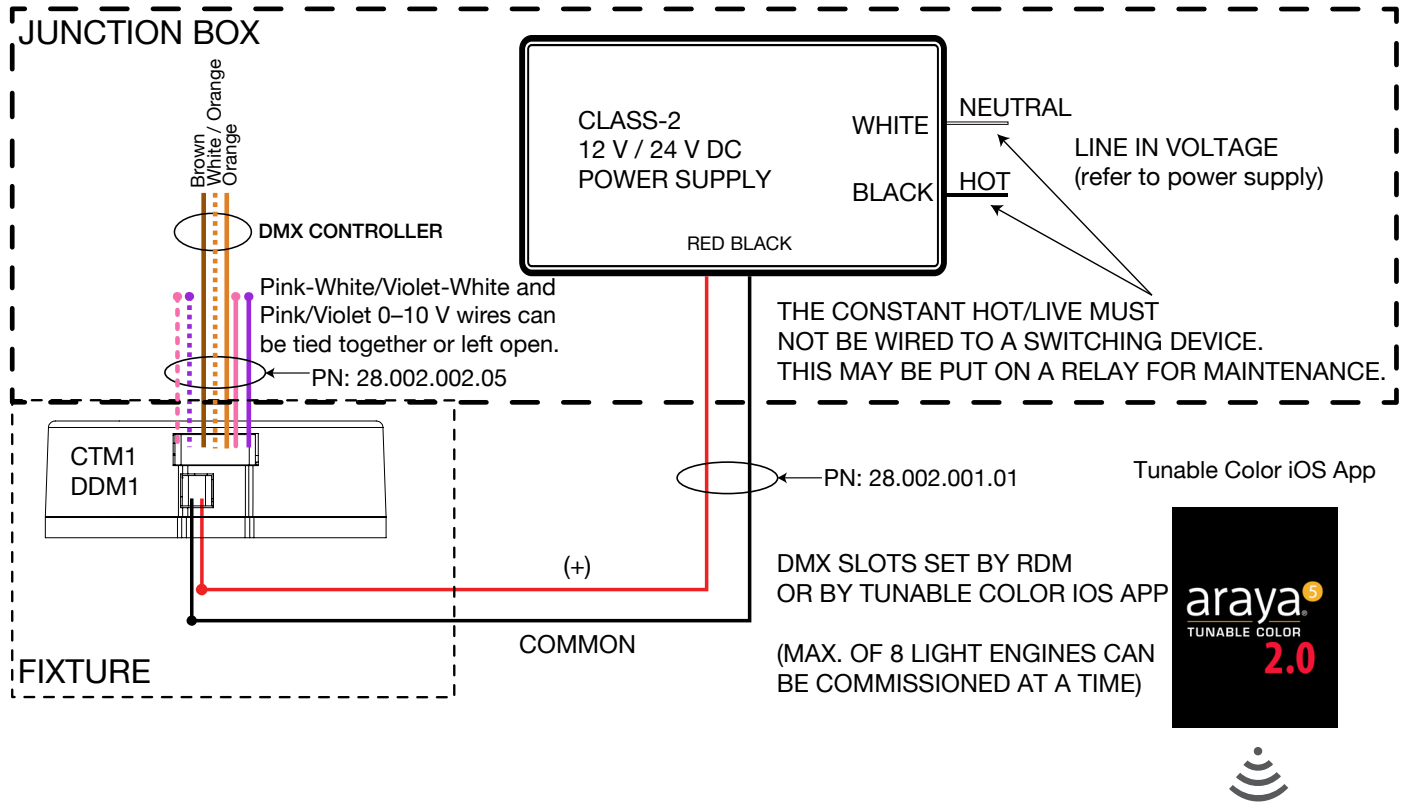 JUNCTION BOX
Brown
White / Orange
Orange
DMX CONTROLLER
Pink-White/Violet-White and
Pink/Violet 0–10 V wires can
be tied together or left open.
PN: 28.002.002.05
CLASS-2
12 V / 24 V DC
POWER SUPPLY
WHITE
BLACK
RED BLACK
NEUTRAL
HOT
LINE IN VOLTAGE
(refer to power supply)
THE CONSTANT HOT/LIVE MUST
NOT BE WIRED TO A SWITCHING DEVICE.
THIS MAY BE PUT ON A RELAY FOR MAINTENANCE.
CTM1
DDM1
PN: 28.002.001.01
(+)
COMMON
FIXTURE
DMX SLOTS SET BY RDM
OR BY TUNABLE COLOR IOS APP
(MAX. OF 8 LIGHT ENGINES CAN
BE COMMISSIONED AT A TIME)
Tunable Color iOS App
araya®5
TUNABLE COLOR
2.0